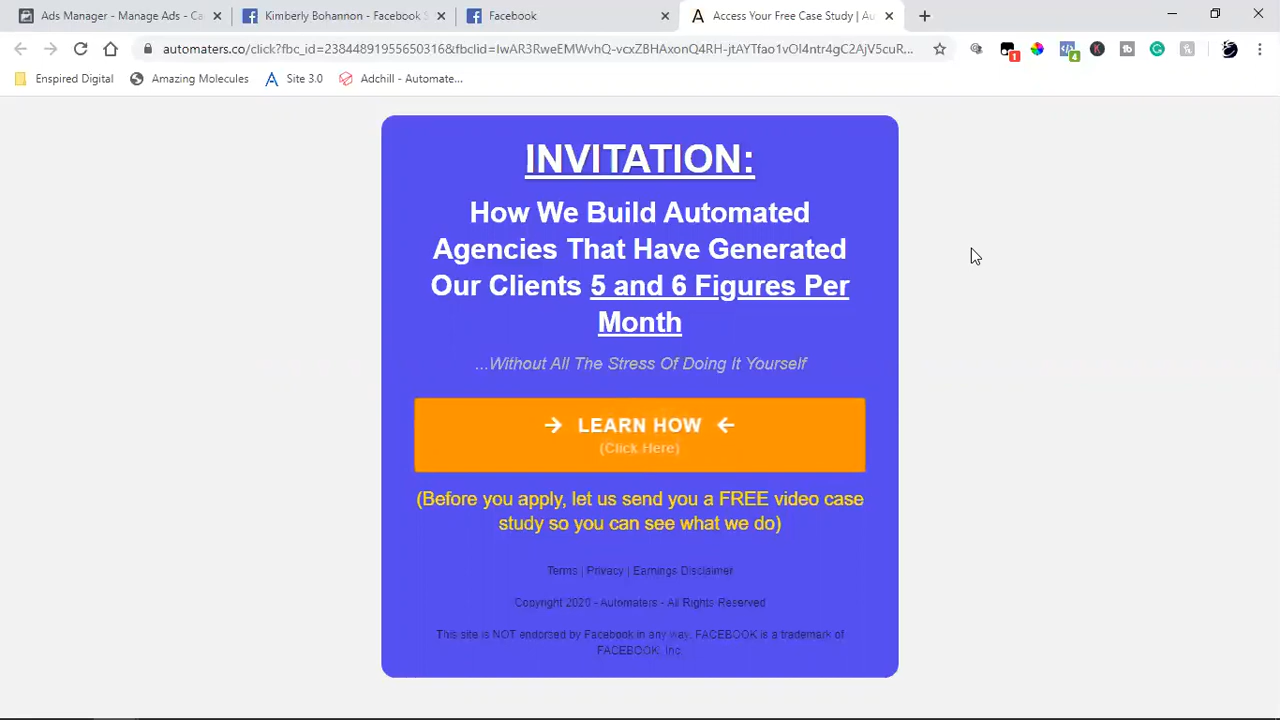 Ads Manager - Manage Ads - Ca
Kimberly Bohannon - Facebook S
Facebook
Access Your Free Case Study | Au
automaters.co/click?fbc_id=23844891955650316&fbclid=IwAR3RweEMWvhQ-vcxZBHAxonQ4RH-jtAYTfao1vOl4ntr4gC2AjV5cuR...
1
4
Enspired Digital
Amazing Molecules
Site 3.0
Adchill - Automate...
INVITATION:
How We Build Automated
Agencies That Have Generated
Our Clients 5 and 6 Figures Per
Month
...Without All The Stress Of Doing It Yourself
→ LEARN HOW ←
(Click Here)
(Before you apply, let us send you a FREE video case
study so you can see what we do)
Terms | Privacy | Earnings Disclaimer
Copyright 2020 - Automaters - All Rights Reserved
This site is NOT endorsed by Facebook in any way. FACEBOOK is a trademark of
FACEBOOK, Inc.